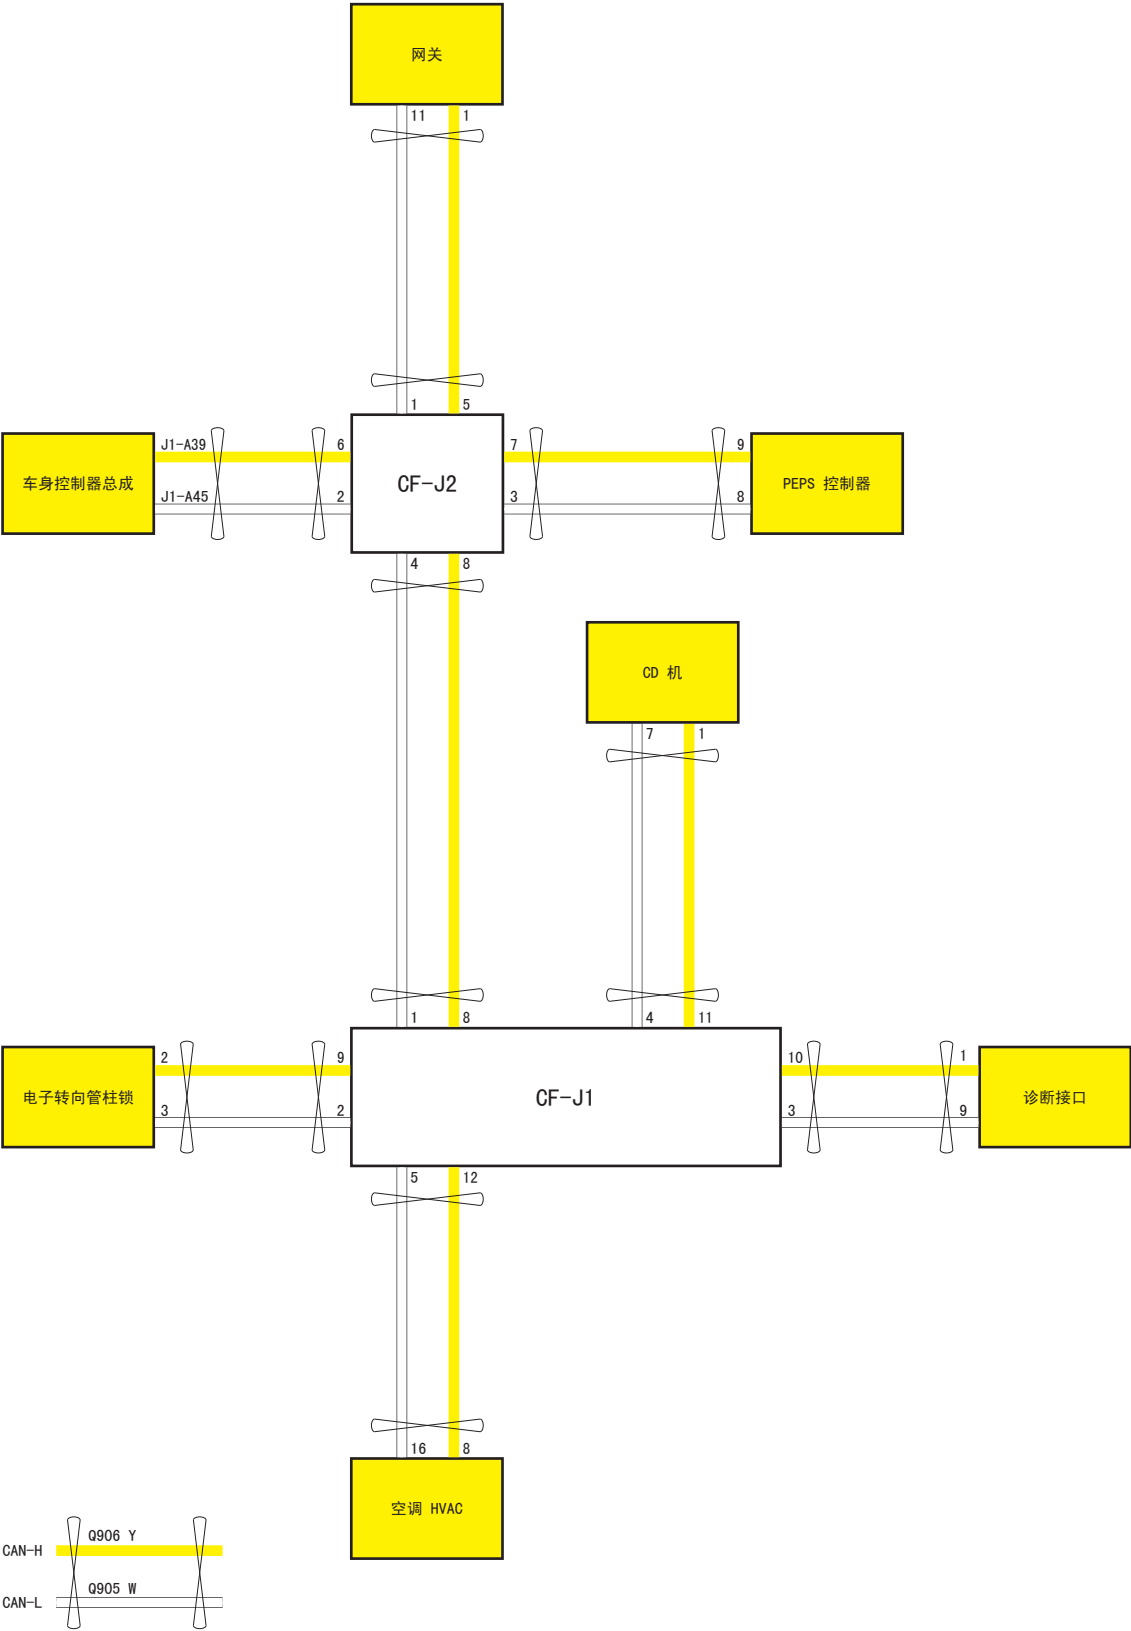 网关
11 1
1 5
J1-A39 6 7 9
车身控制器总成 CF-J2 PEPS 控制器
J1-A45 2 3 8
4 8
CD 机
7 1
1 8 4 11
2 9 10 1
电子转向管柱锁 CF-J1 诊断接口
3 2 3 9
5 12
16 8
空调 HVAC
Q906 Y
CAN-H
Q905 W
CAN-L